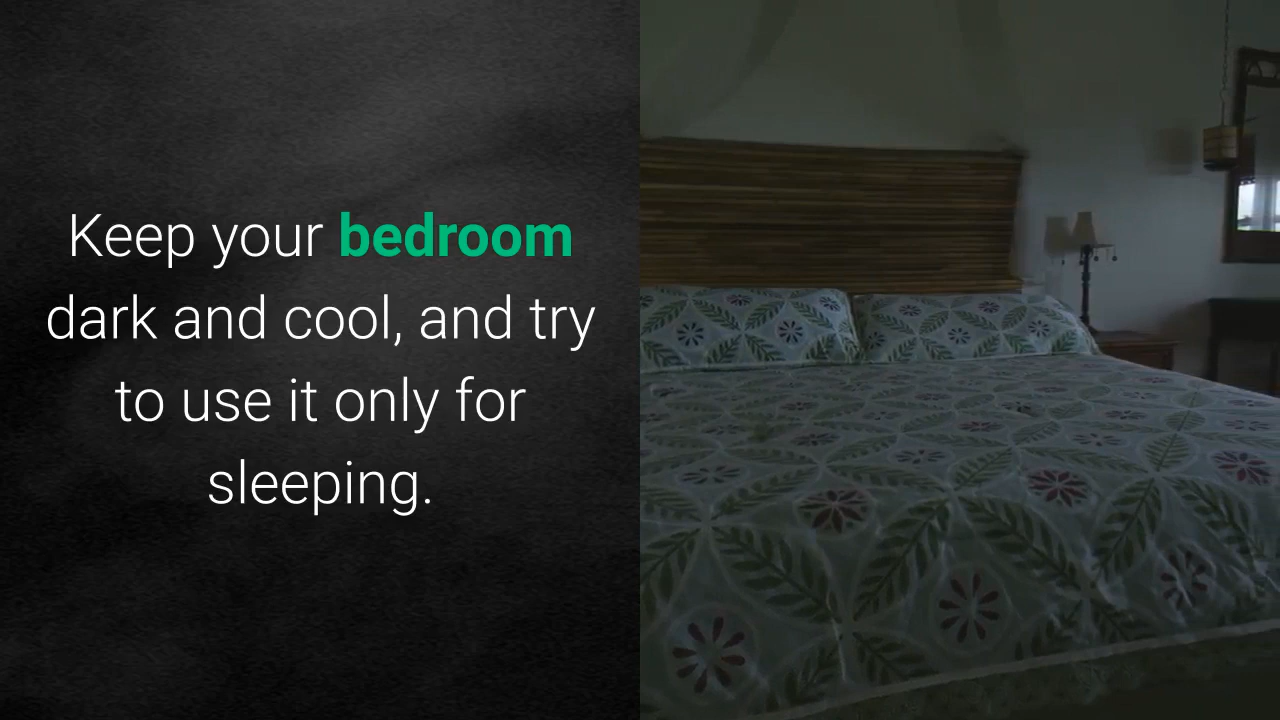 Keep your bedroom
dark and cool, and try
to use it only for
sleeping.